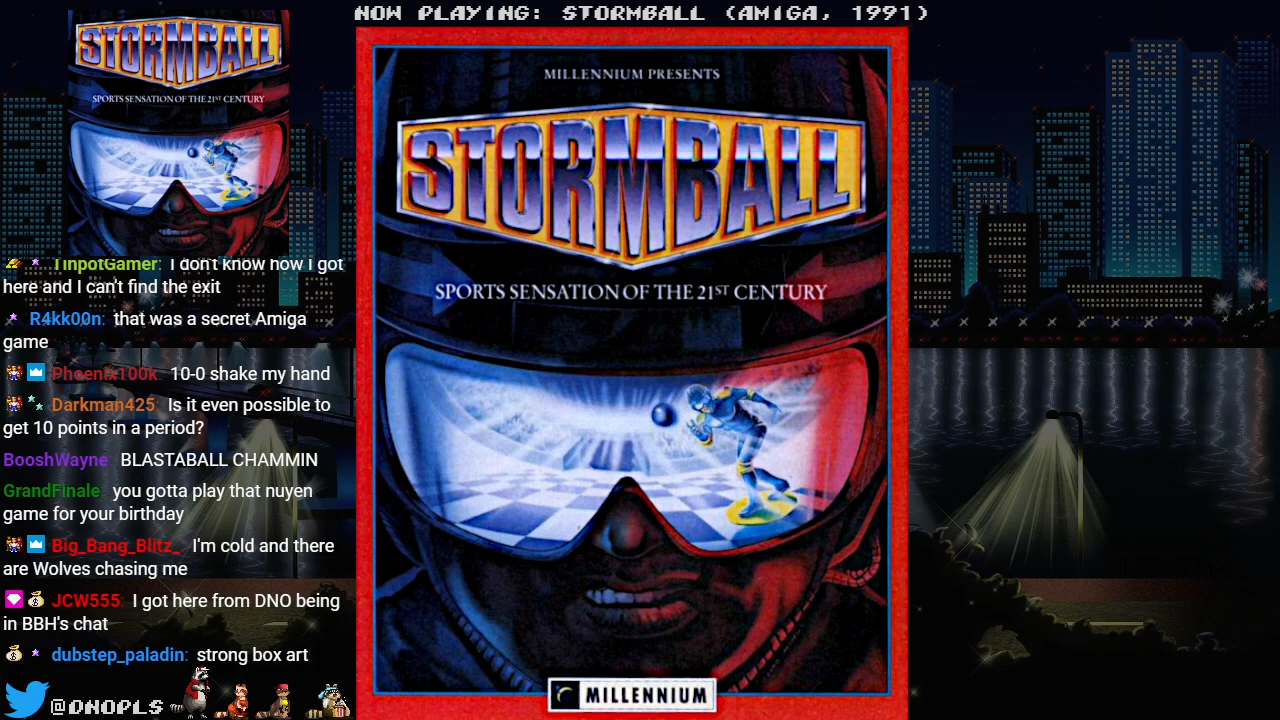 NOW PLAYING: STORMBALL (AMIGA, 1991)
STORMBALL
SPORTS SENSATION OF THE 21ST CENTURY
TinpotGamer: I don't know how I got
here and I can't find the exit
R4kk00n: that was a secret Amiga
game
Phoenix100k: 10-0 shake my hand
Darkman425: Is it even possible to
get 10 points in a period?
BooshWayne: BLASTABALL CHAMMIN
GrandFinale: you gotta play that nuyen
game for your birthday
Big_Bang_Blitz_: I'm cold and there
are Wolves chasing me
JCW555: I got here from DNO being
in BBH's chat
dubstep_paladin: strong box art
@DNOPLS
MILLENNIUM PRESENTS
STORMBALL
SPORTS SENSATION OF THE 21ST CENTURY
MILLENNIUM